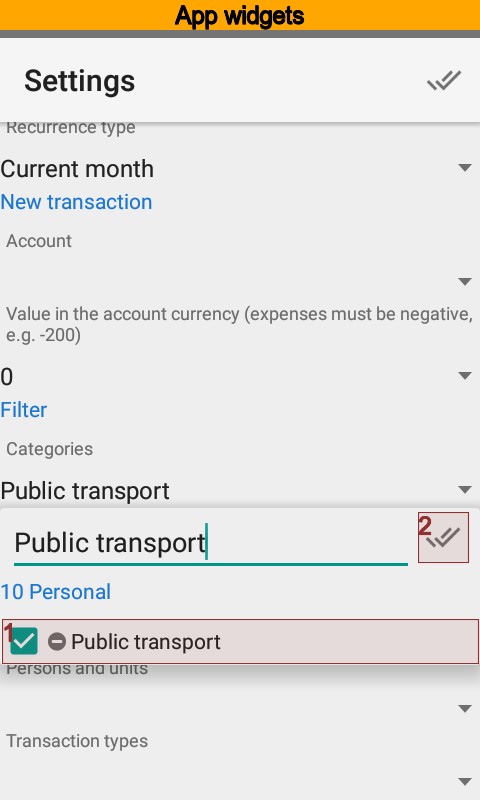 App widgets
Settings
Recurrence type
Current month
New transaction
Account
Value in the account currency (expenses must be negative,
e.g. -200)
0
Filter
Categories
Public transport
Public transport
2
10 Personal
1
Public transport
Persons and units
Transaction types